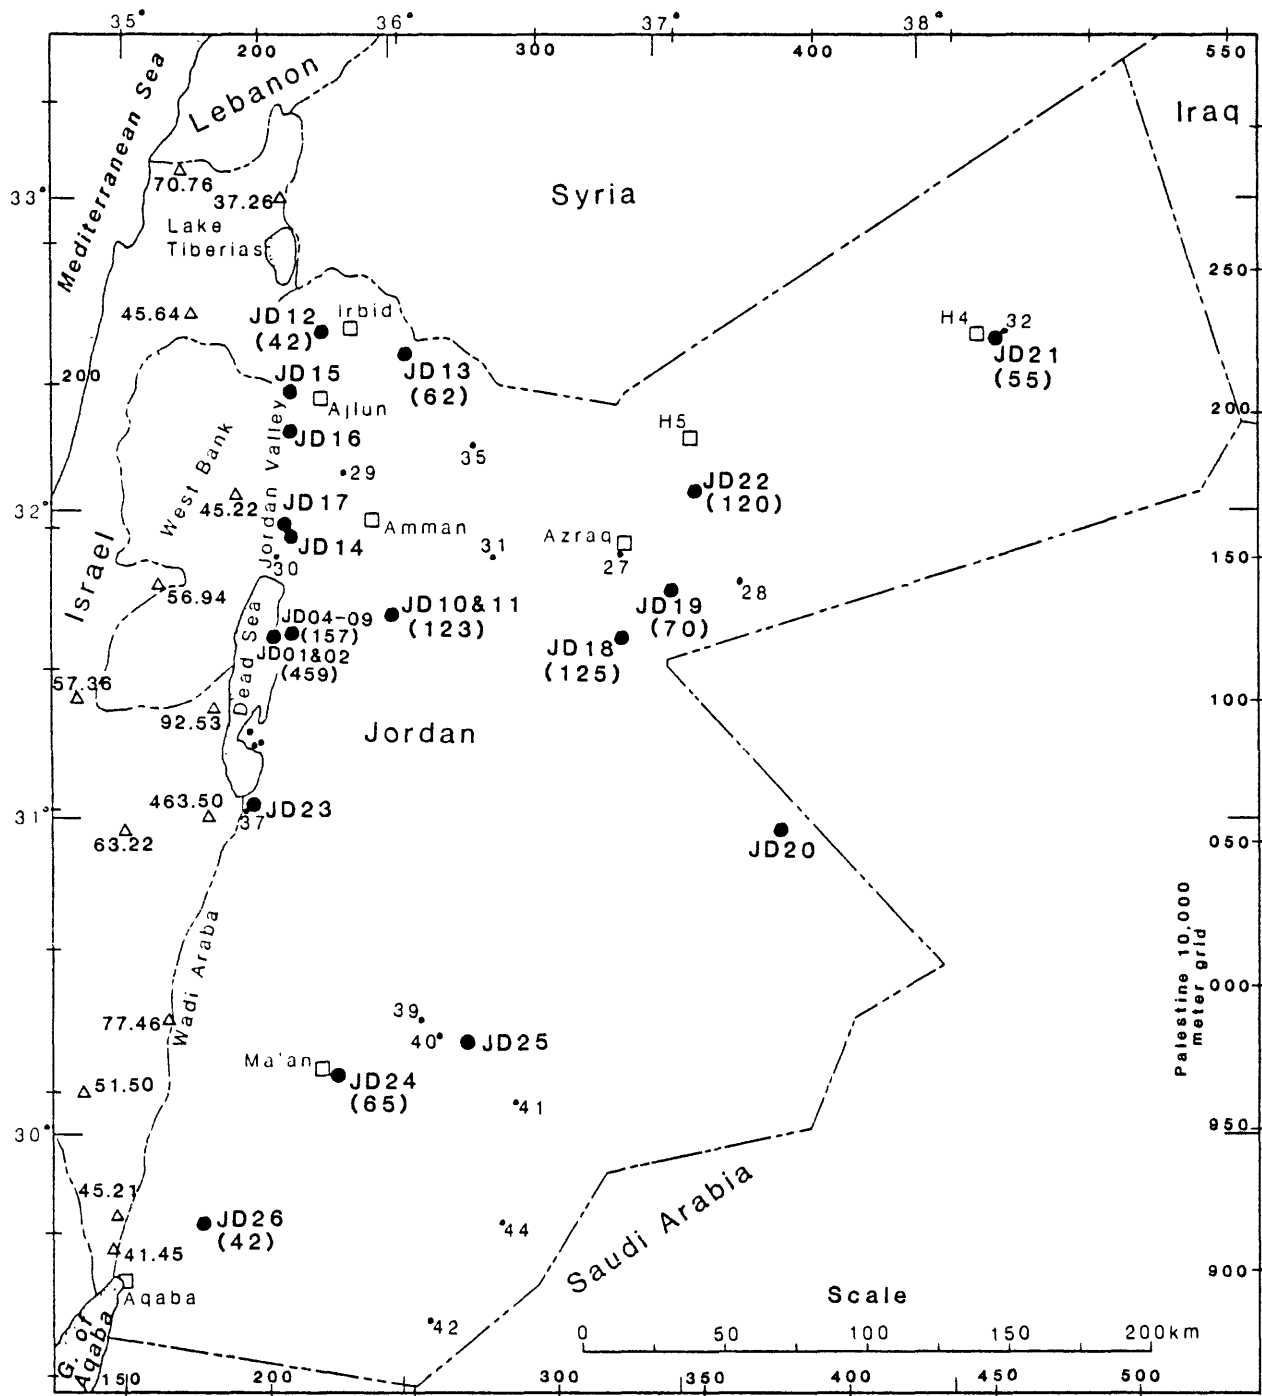 35°
36°
37°
38°
200
300
400
550
Mediterranean Sea
Lebanon
Iraq
Syria
33°
70.76
37.26
Lake
Tiberias
250
45.64
JD12
(42)
Irbid
JD13
(62)
H4
32
JD21
(55)
200
JD15
Ajlun
JD16
Jordan Valley
West Bank
35
29
H5
200
JD22
(120)
32°
45.22
JD17
JD14
Amman
30
31
Azraq
27
28
150
Israel
56.94
Dead Sea
JD04-09
(157)
JD01&02
(459)
JD10&11
(123)
JD19
(70)
JD18
(125)
57.36
92.53
Jordan
100
31°
463.50
63.22
37
JD23
JD20
050
Wadi Araba
Palestine 10,000
meter grid
000
77.46
39
40
JD25
Ma'an
JD24
(65)
51.50
41
30°
950
45.21
JD26
(42)
41.45
44
Saudi Arabia
Aqaba
G. of
Aqaba
900
42
Scale
0
50
100
150
200km
150
200
300
350
400
450
500